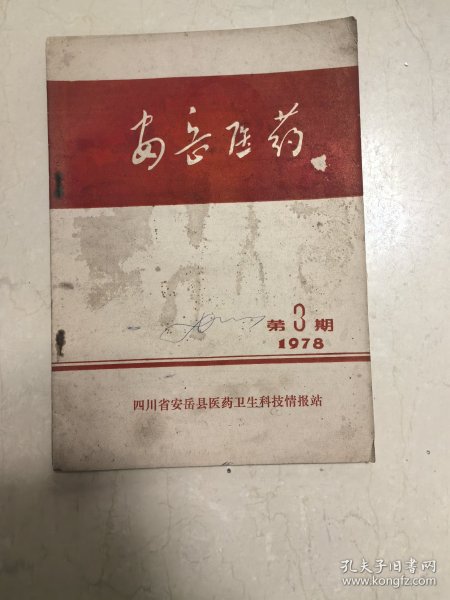 安岳医药
第3期
1978
四川省安岳县医药卫生科技情报站
孔夫子旧书网
www.kongfz.com